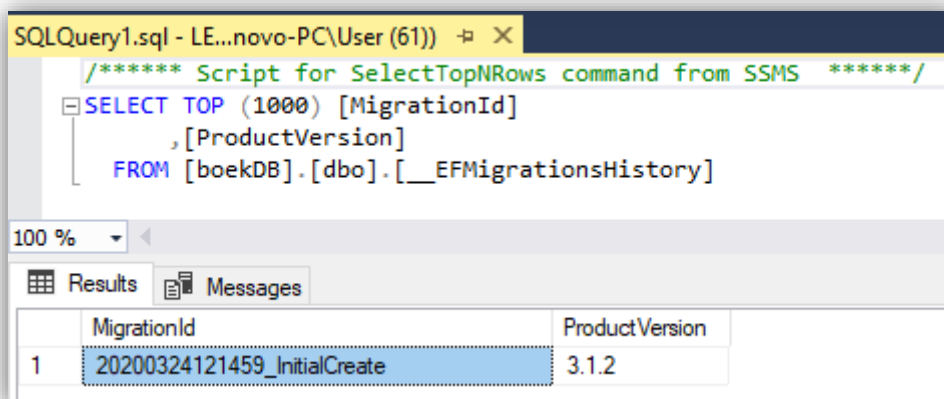 SQLQuery1.sql - LE...novo-PC\User (61))
/****** Script for SelectTopNRows command from SSMS  ******/
SELECT TOP (1000) [MigrationId]
,[ProductVersion]
FROM [boekDB].[dbo].[__EFMigrationsHistory]
100 %
Results Messages
MigrationId ProductVersion
1 20200324121459_InitialCreate 3.1.2